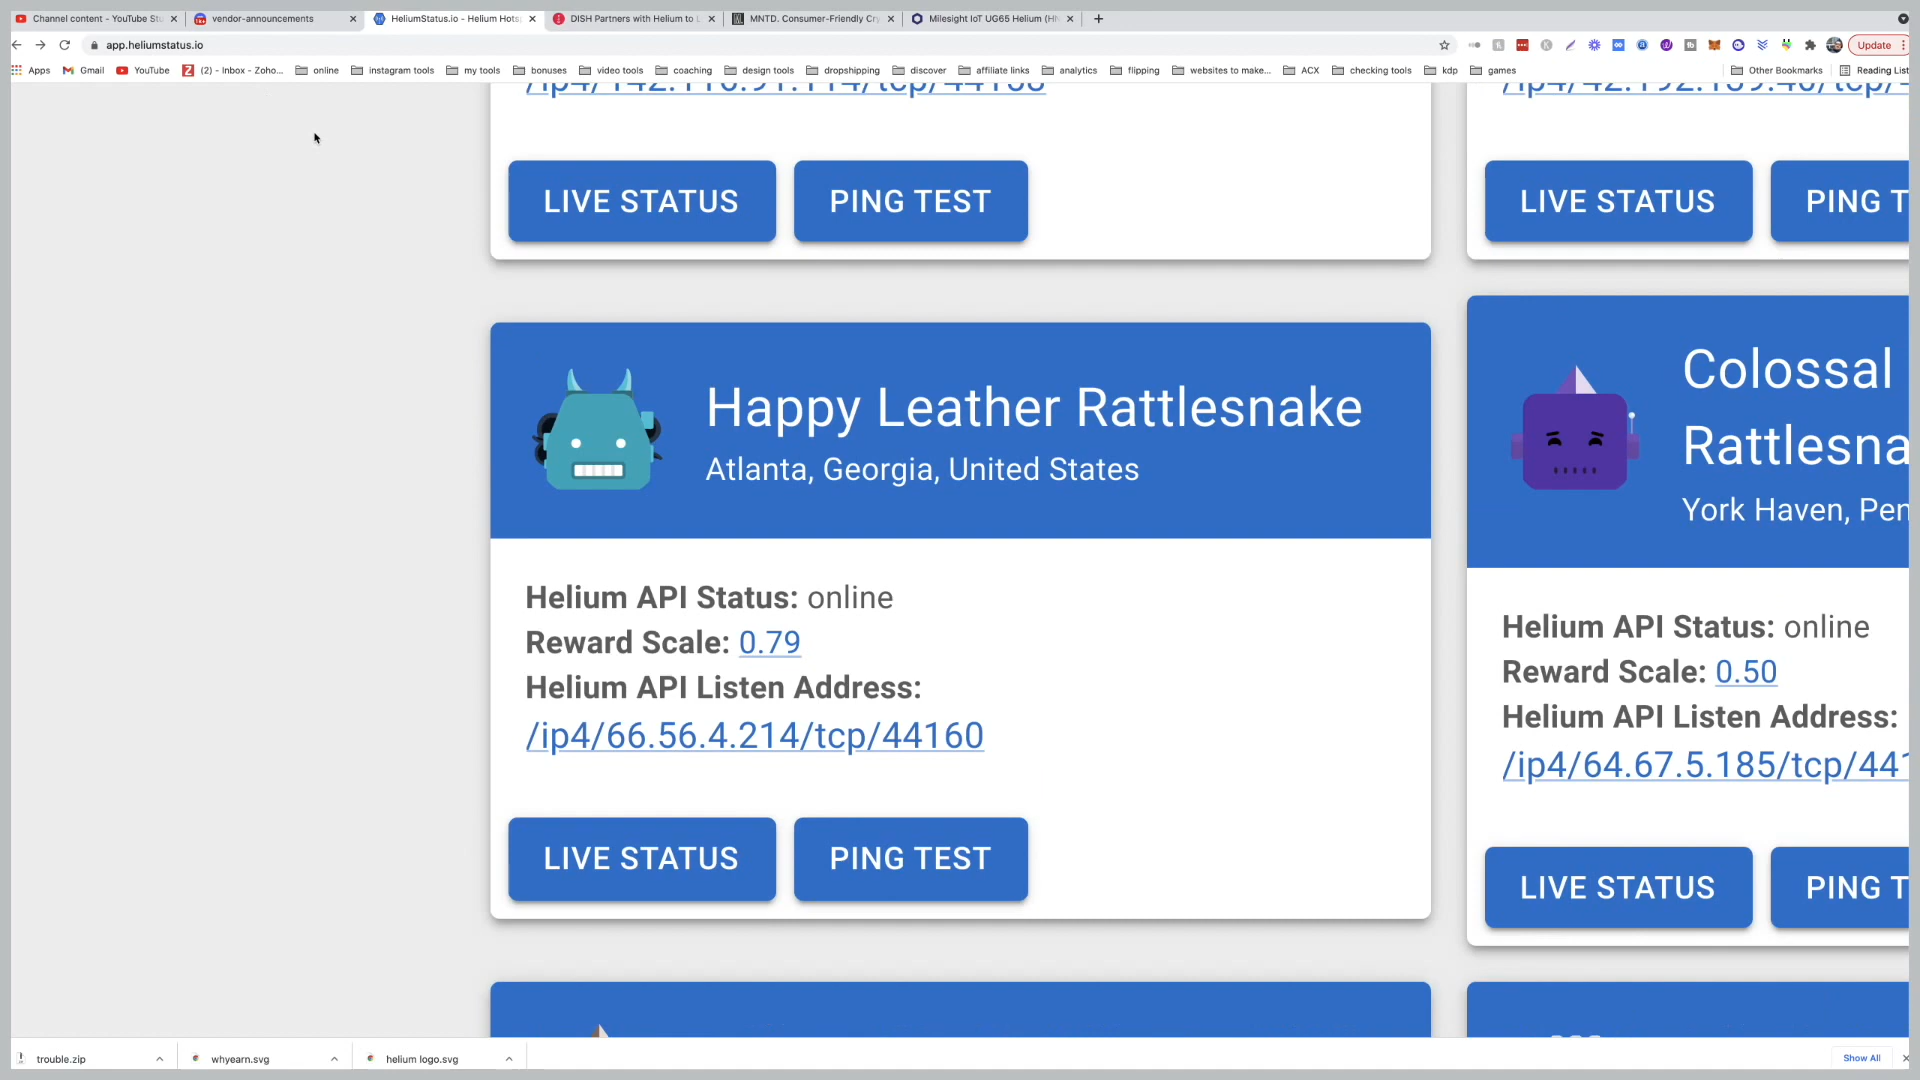 Channel content - YouTube Stu
vendor-announcements
HeliumStatus.io - Helium Hots
DISH Partners with Helium to L
MNTD. Consumer-Friendly Cry
Milesight IoT UG65 Helium (HN
app.heliumstatus.io
Update
Apps
Gmail
YouTube
(2) - Inbox - Zoho...
online
instagram tools
my tools
bonuses
video tools
coaching
design tools
dropshipping
discover
affiliate links
analytics
flipping
websites to make...
ACX
checking tools
kdp
games
Other Bookmarks
Reading List
LIVE STATUS
PING TEST
LIVE STATUS
PING T
Happy Leather Rattlesnake
Atlanta, Georgia, United States
Helium API Status: online
Reward Scale: 0.79
Helium API Listen Address:
/ip4/66.56.4.214/tcp/44160
LIVE STATUS
PING TEST
Colossal
Rattlesna
York Haven, Pen
Helium API Status: online
Reward Scale: 0.50
Helium API Listen Address:
/ip4/64.67.5.185/tcp/441
LIVE STATUS
PING T
trouble.zip
whyearn.svg
helium logo.svg
Show All